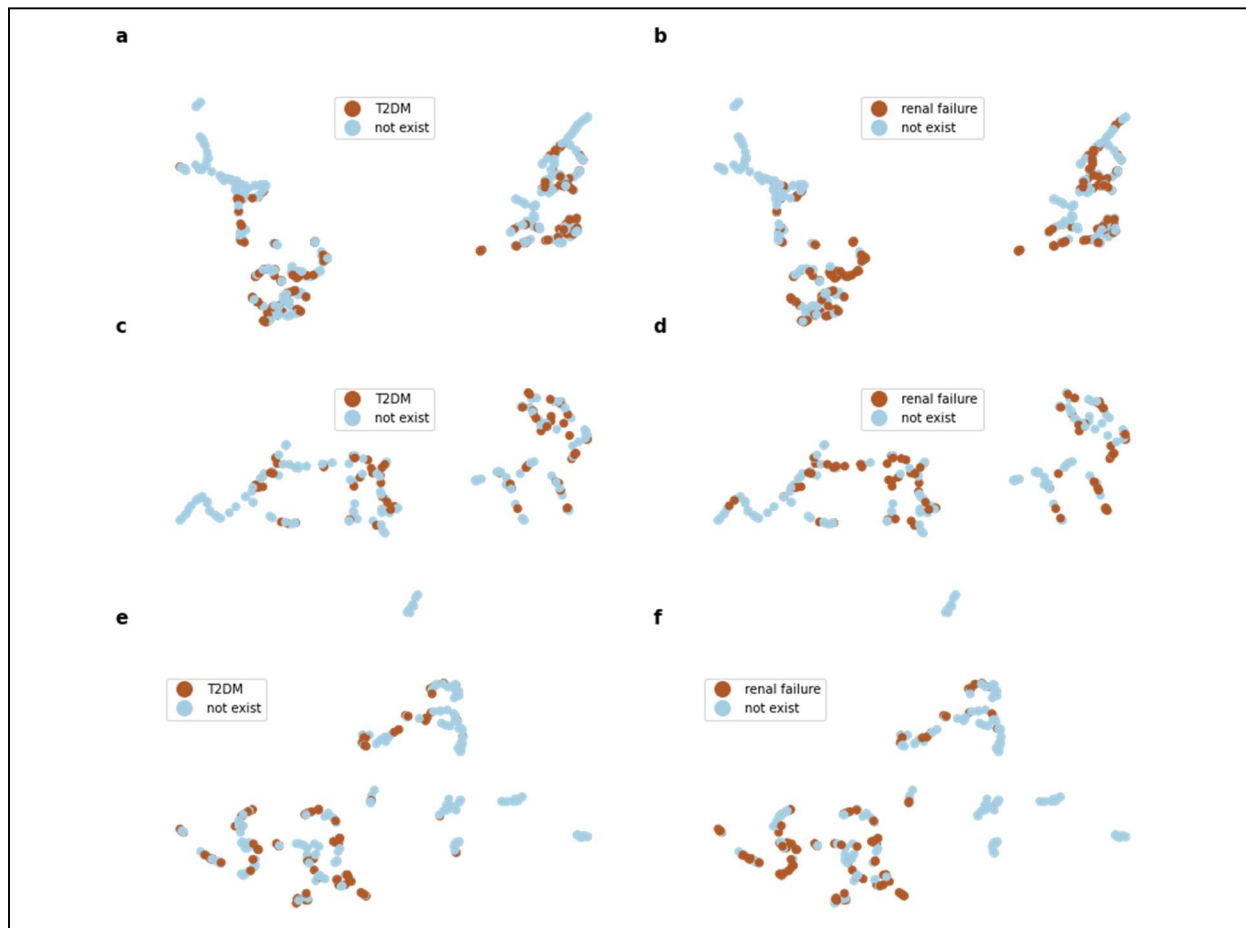 a
T2DM
not exist
b
renal failure
not exist
c
T2DM
not exist
d
renal failure
not exist
e
T2DM
not exist
f
renal failure
not exist